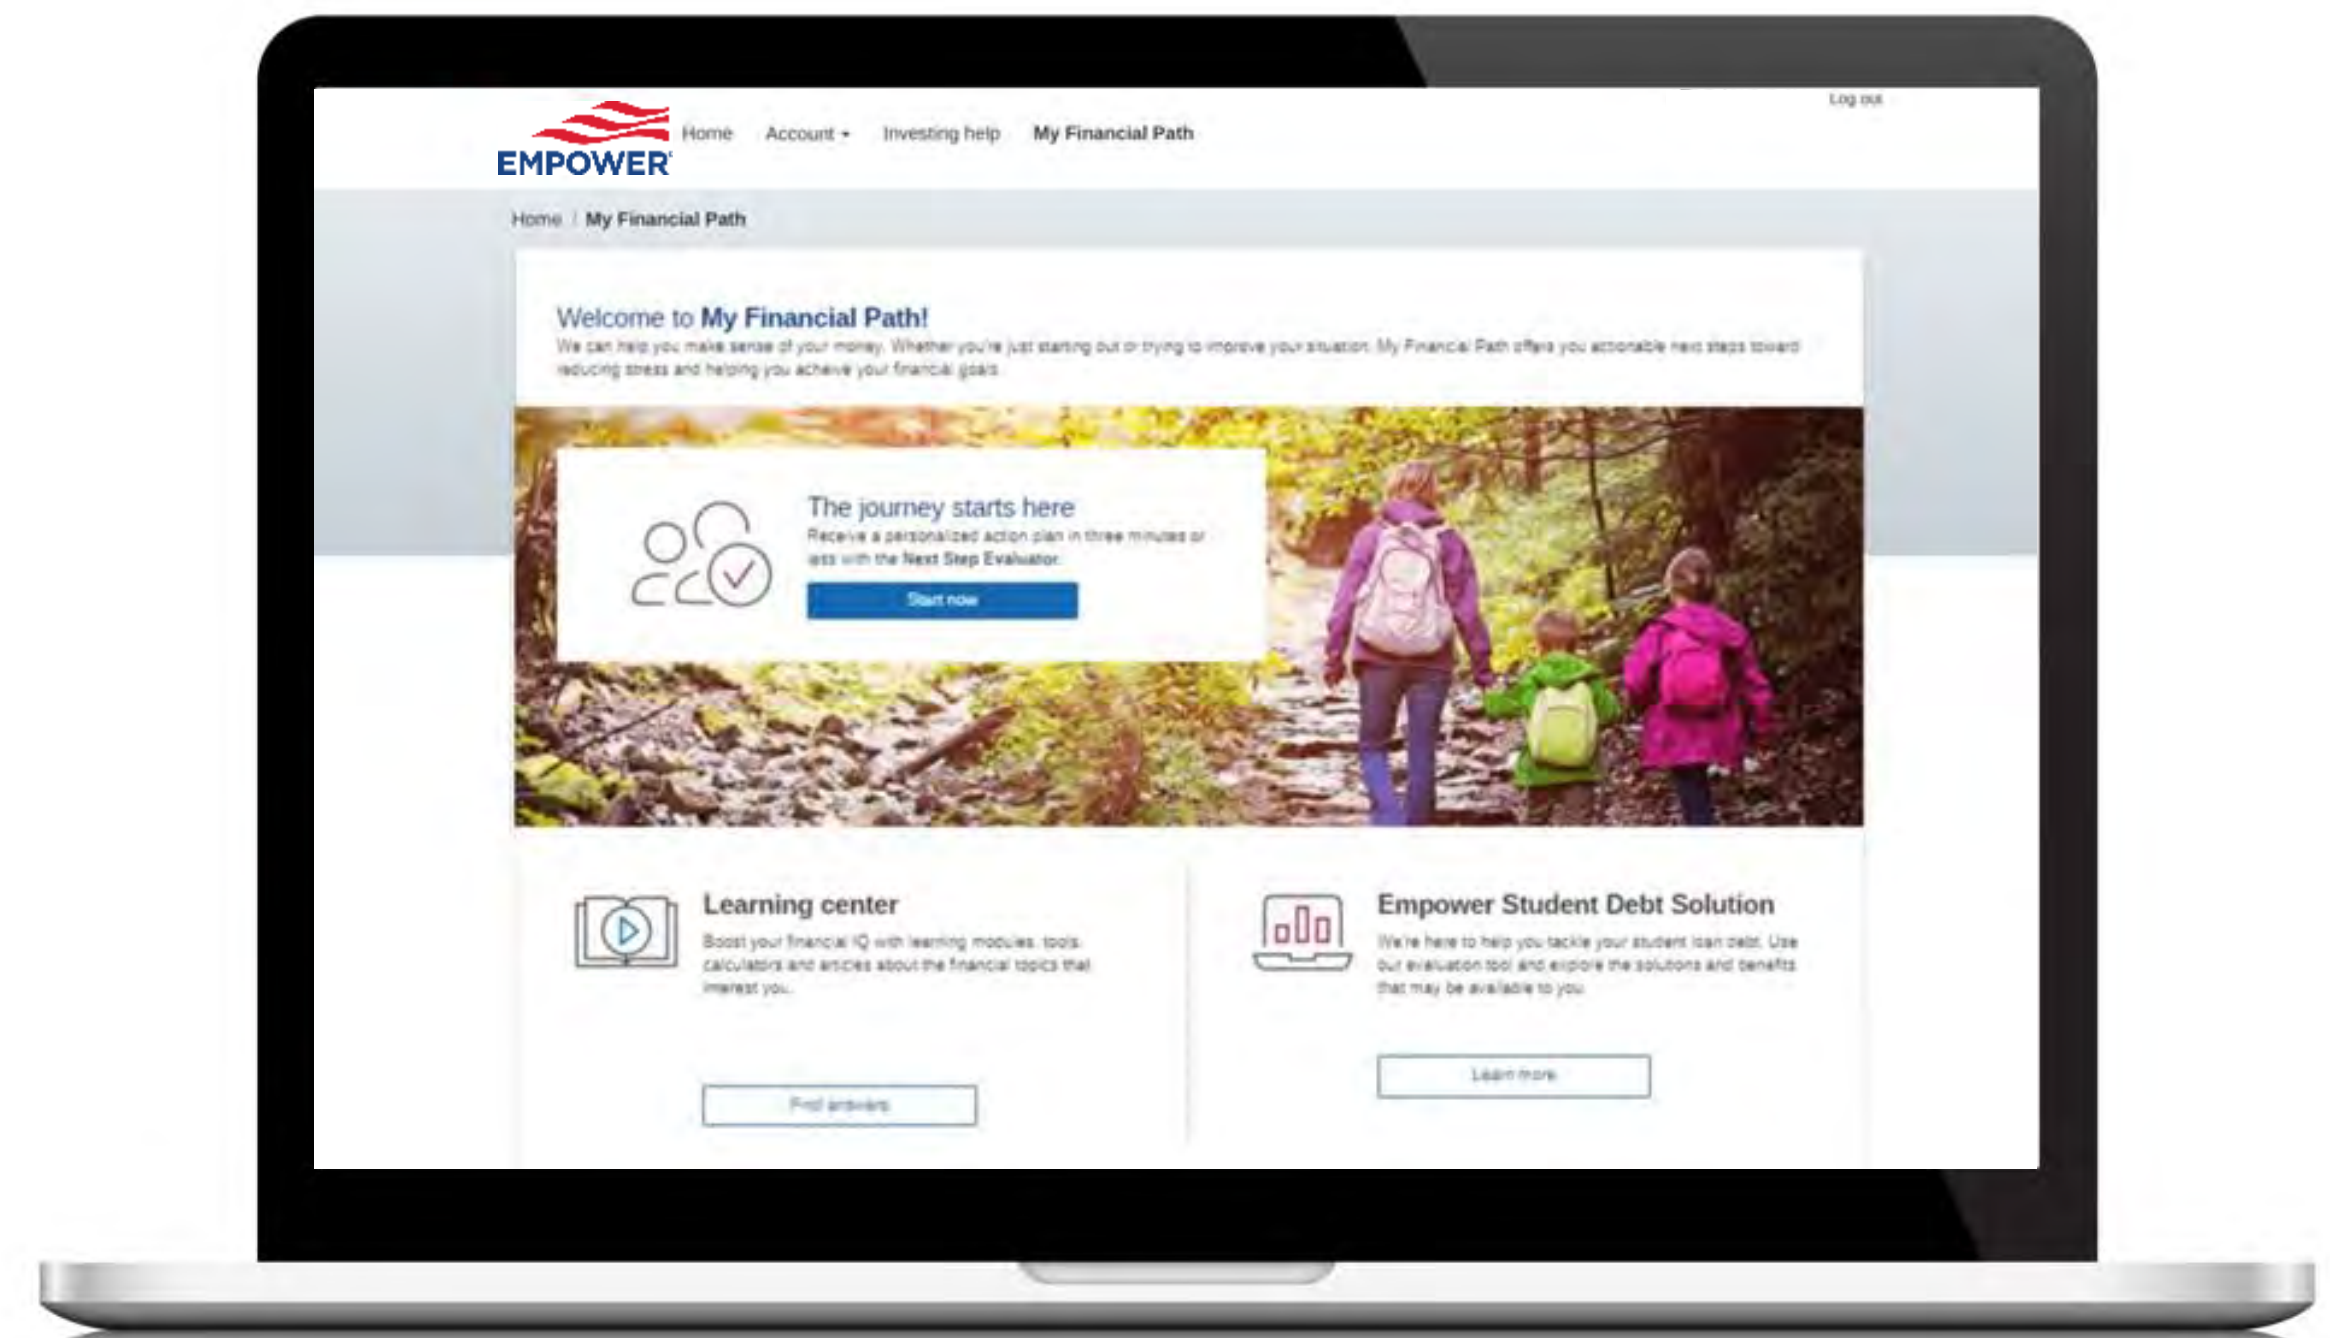 Log out
EMPOWER
Home Account Investing help My Financial Path
Home / My Financial Path
Welcome to My Financial Path!
We can help you make sense of your money. Whether you're just starting out or trying to improve your situation, My Financial Path offers you actionable next steps toward
reducing stress and helping you acheive your financial goals.
The journey starts here
Receive a personalized action plan in three minutes or
less with the Next Step Evaluator.
Start now
Learning center
Boost your financial IQ with learning modules, tools,
calculators and articles about the financial topics that
interest you.
Find answers
Empower Student Debt Solution
We're here to help you tackle your student loan debt. Use
our evaluation tool and explore the solutions and benefits
that may be available to you.
Learn more